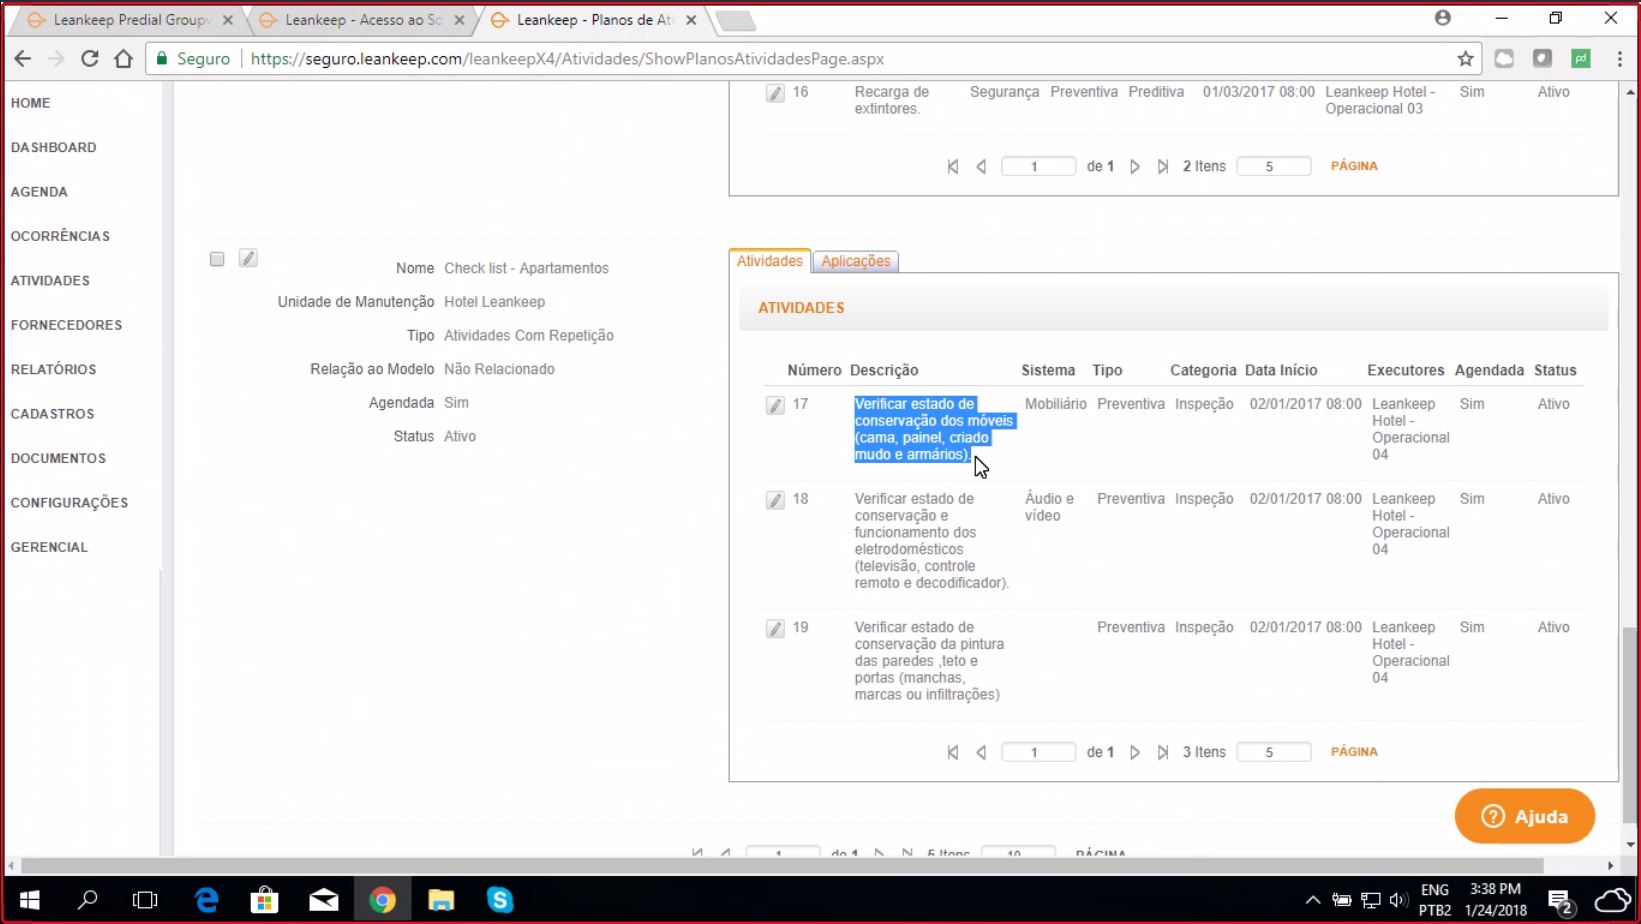 Leankeep Predial Group
Leankeep - Acesso ao So
Leankeep - Planos de Ati
Seguro
https://seguro.leankeep.com/leankeepX4/Atividades/ShowPlanosAtividadesPage.aspx
HOME
DASHBOARD
AGENDA
OCORRÊNCIAS
ATIVIDADES
FORNECEDORES
RELATÓRIOS
CADASTROS
DOCUMENTOS
CONFIGURAÇÕES
GERENCIAL
16 Recarga de Segurança Preventiva Preditiva 01/03/2017 08:00 Leankeep Hotel - Sim Ativo
extintores. Operacional 03
1 de 1 2 Itens 5 PÁGINA
Nome Check list - Apartamentos
Unidade de Manutenção Hotel Leankeep
Tipo Atividades Com Repetição
Relação ao Modelo Não Relacionado
Agendada Sim
Status Ativo
Atividades Aplicações
ATIVIDADES
Número Descrição Sistema Tipo Categoria Data Início Executores Agendada Status
17 Verificar estado de Mobiliário Preventiva Inspeção 02/01/2017 08:00 Leankeep Sim Ativo
conservação dos móveis Hotel -
(cama, painel, criado Operacional
mudo e armários). 04
18 Verificar estado de Áudio e Preventiva Inspeção 02/01/2017 08:00 Leankeep Sim Ativo
conservação e vídeo Hotel -
funcionamento dos Operacional
eletrodomésticos 04
(televisão, controle
remoto e decodificador).
19 Verificar estado de Preventiva Inspeção 02/01/2017 08:00 Leankeep Sim Ativo
conservação da pintura Hotel -
das paredes ,teto e Operacional
portas (manchas, 04
marcas ou infiltrações)
1 de 1 3 Itens 5 PÁGINA
Ajuda
1 de 1 5 Itens 10 PÁGINA
ENG 3:38 PM
PTB2 1/24/2018
2